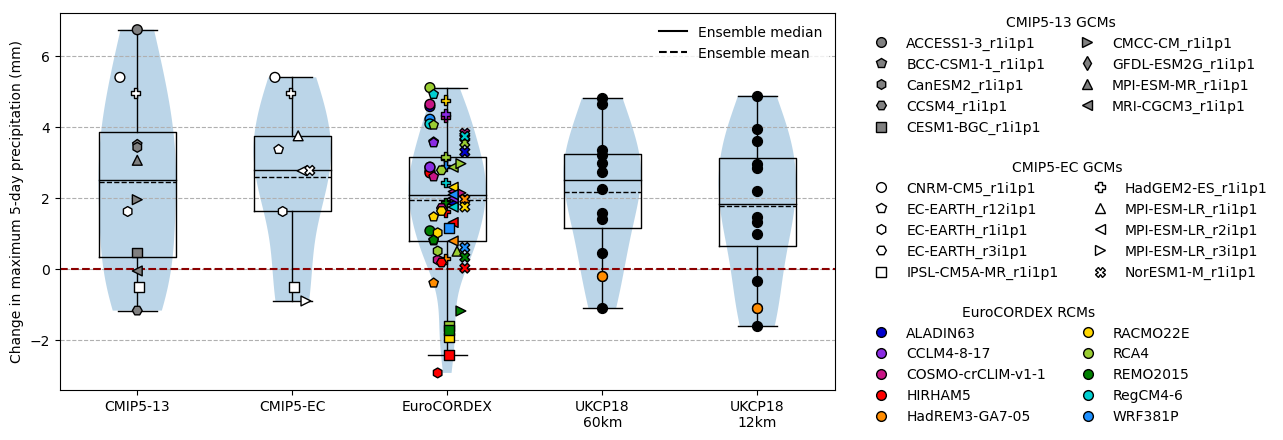 Change in maximum 5-day precipitation (mm)
6
4
2
0
−2
Ensemble median
Ensemble mean
CMIP5-13
CMIP5-EC
EuroCORDEX
UKCP18
60km
UKCP18
12km
CMIP5-13 GCMs
ACCESS1-3_r1i1p1
BCC-CSM1-1_r1i1p1
CanESM2_r1i1p1
CCSM4_r1i1p1
CESM1-BGC_r1i1p1
CMCC-CM_r1i1p1
GFDL-ESM2G_r1i1p1
MPI-ESM-MR_r1i1p1
MRI-CGCM3_r1i1p1
CMIP5-EC GCMs
CNRM-CM5_r1i1p1
EC-EARTH_r12i1p1
EC-EARTH_r1i1p1
EC-EARTH_r3i1p1
IPSL-CM5A-MR_r1i1p1
HadGEM2-ES_r1i1p1
MPI-ESM-LR_r1i1p1
MPI-ESM-LR_r2i1p1
MPI-ESM-LR_r3i1p1
NorESM1-M_r1i1p1
EuroCORDEX RCMs
ALADIN63
CCLM4-8-17
COSMO-crCLIM-v1-1
HIRHAM5
HadREM3-GA7-05
RACMO22E
RCA4
REMO2015
RegCM4-6
WRF381P